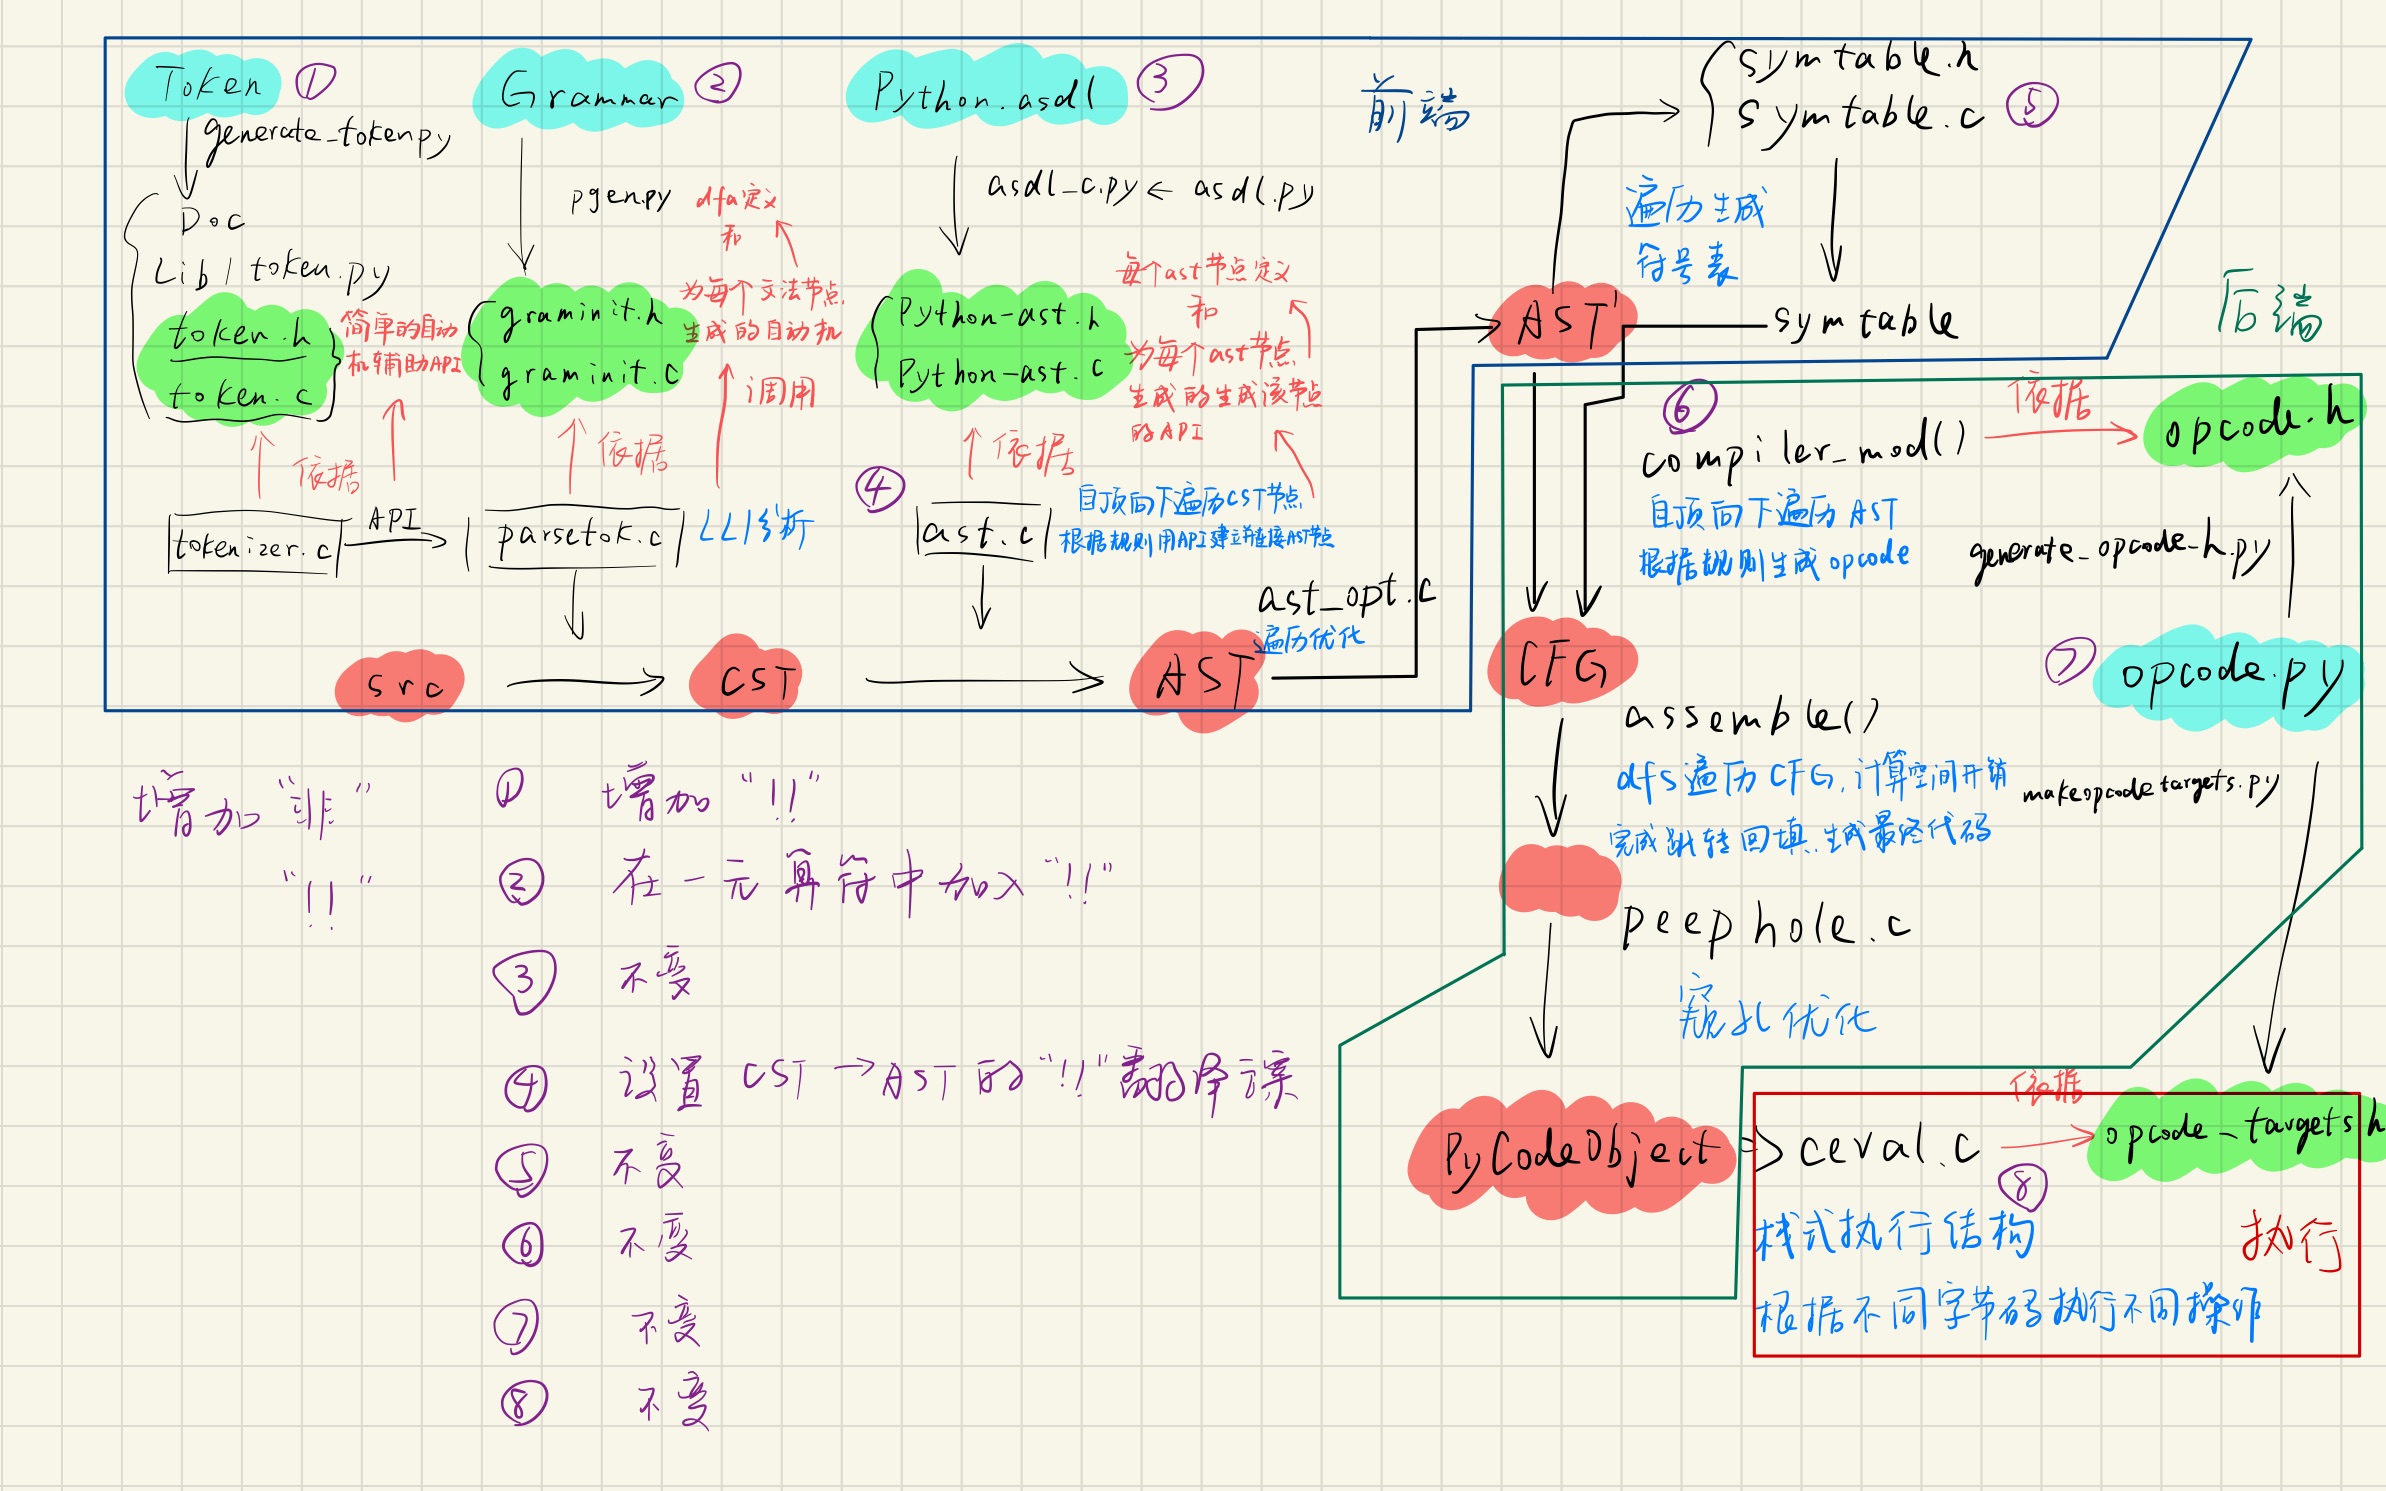 Token ①
generate_token.py
Doc
Lib / token.py
token.h
token.c
简单的自动
机辅助API
依据
tokenizer.c
API
Grammar ②
pgen.py
dfa定义
和
为每个文法节点
生成的自动机
graminit.h
graminit.c
调用
依据
parsetok.c
LL1分析
Python.asdl ③
asdl_c.py ← asdl.py
每个ast节点定义
和
为每个ast节点
生成的生成该节点
的API
Python-ast.h
Python-ast.c
依据
④
ast.c
自顶向下遍历CST节点
根据规则用API建立并链接AST节点
src
CST
AST
ast_opt.c
遍历优化
前端
symtable.h
symtable.c ⑤
遍历生成
符号表
AST'
symtable
后端
⑥
compiler_mod()
依据
opcode.h
自顶向下遍历AST
根据规则生成opcode
generate_opcode_h.py
CFG
⑦
opcode.py
assemble()
dfs遍历CFG,计算空间开销
完成跳转回填,生成最终代码
makeopcodetargets.py
peephole.c
窥孔优化
PyCodeObject
ceval.c
依据
opcode_targets.h
⑧
栈式执行结构
执行
根据不同字节码执行不同操作
增加“非”
“!!”
① 增加“!!”
② 在一元算符中加入“!!”
③ 不变
④ 设置 CST→AST的“!!”翻译方案
⑤ 不变
⑥ 不变
⑦ 不变
⑧ 不变